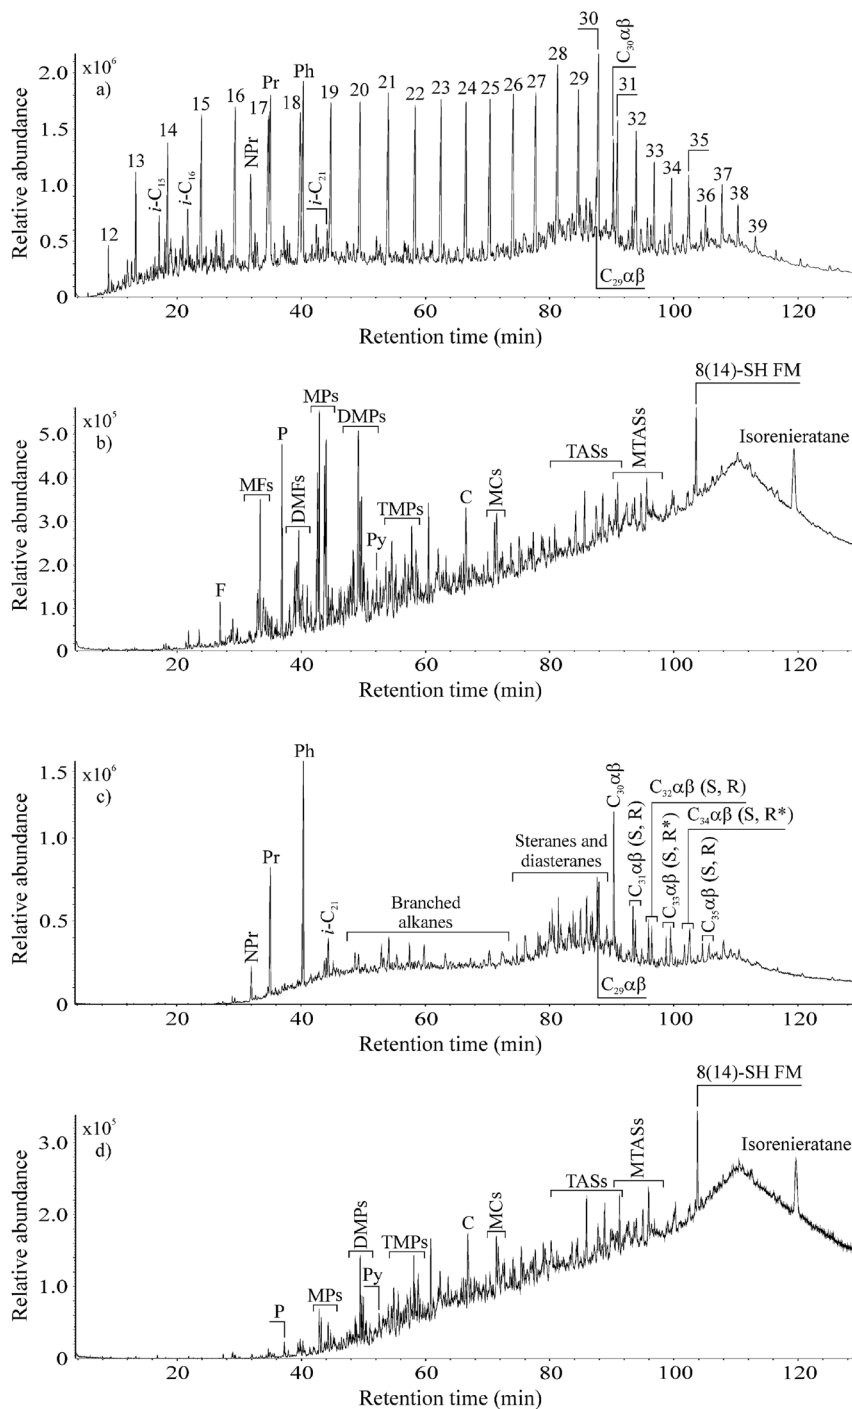 x10⁶
a)
Relative abundance
2.0
1.5
1.0
0.5
0
12
13
i-C₁₅
14
i-C₁₆
15
16
NPr
17
Pr
18
Ph
i-C₂₁
19
20
21
22
23
24
25
26
27
28
29
30
C₂₉αβ
C₃₀αβ
31
32
33
34
35
36
37
38
39
20 40 60 80 100 120
Retention time (min)
x10⁵
b)
Relative abundance
5.0
4.0
3.0
2.0
1.0
0
F
MFs
P
DMFs
MPs
DMPs
Py
TMPs
C
MCs
TASs
MTASs
8(14)-SH FM
Isorenieratane
20 40 60 80 100 120
Retention time (min)
x10⁶
c)
Relative abundance
1.5
1.0
0.5
0
NPr
Pr
Ph
i-C₂₁
Branched
alkanes
Steranes and
diasteranes
C₂₉αβ
C₃₀αβ
C₃₁αβ (S, R)
C₃₂αβ (S, R)
C₃₃αβ (S, R*)
C₃₄αβ (S, R*)
C₃₅αβ (S, R)
20 40 60 80 100 120
Retention time (min)
x10⁵
d)
Relative abundance
3.0
2.0
1.0
0
P
MPs
DMPs
Py
TMPs
C
MCs
TASs
MTASs
8(14)-SH FM
Isorenieratane
20 40 60 80 100 120
Retention time (min)